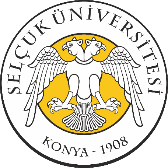 SELÇUK ÜNİVERSİTESİ
KONYA - 1908